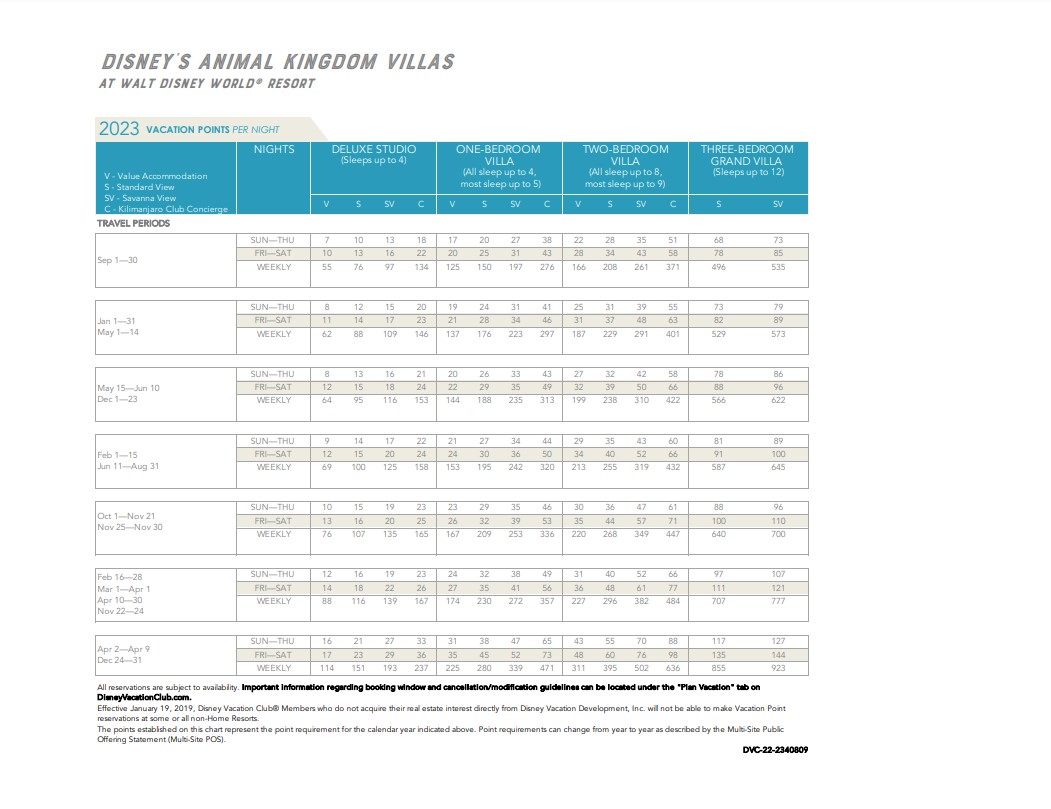 DISNEY'S ANIMAL KINGDOM VILLAS
AT WALT DISNEY WORLD® RESORT
2023 VACATION POINTS PER NIGHT
NIGHTS DELUXE STUDIO ONE-BEDROOM TWO-BEDROOM THREE-BEDROOM
(Sleeps up to 4) VILLA VILLA GRAND VILLA
(All sleep up to 4, (All sleep up to 8, (Sleeps up to 12)
most sleep up to 5) most sleep up to 9)
V - Value Accommodation
S - Standard View
SV - Savanna View
C - Kilimanjaro Club Concierge
V S SV C V S SV C V S SV C S SV
TRAVEL PERIODS
Sep 1—30
SUN—THU 7 10 13 18 17 20 27 38 22 28 35 51 68 73
FRI—SAT 10 13 16 22 20 25 31 43 28 34 43 58 78 85
WEEKLY 55 76 97 134 125 150 197 276 166 208 261 371 496 535
Jan 1—31
May 1—14
SUN—THU 8 12 15 20 19 24 31 41 25 31 39 55 73 79
FRI—SAT 11 14 17 23 21 28 34 46 31 37 48 63 82 89
WEEKLY 62 88 109 146 137 176 223 297 187 229 291 401 529 573
May 15—Jun 10
Dec 1—23
SUN—THU 8 13 16 21 20 26 33 43 27 32 42 58 78 86
FRI—SAT 12 15 18 24 22 29 35 49 32 39 50 66 88 96
WEEKLY 64 95 116 153 144 188 235 313 199 238 310 422 566 622
Feb 1—15
Jun 11—Aug 31
SUN—THU 9 14 17 22 21 27 34 44 29 35 43 60 81 89
FRI—SAT 12 15 20 24 24 30 36 50 34 40 52 66 91 100
WEEKLY 69 100 125 158 153 195 242 320 213 255 319 432 587 645
Oct 1—Nov 21
Nov 25—Nov 30
SUN—THU 10 15 19 23 23 29 35 46 30 36 47 61 88 96
FRI—SAT 13 16 20 25 26 32 39 53 35 44 57 71 100 110
WEEKLY 76 107 135 165 167 209 253 336 220 268 349 447 640 700
Feb 16—28
Mar 1—Apr 1
Apr 10—30
Nov 22—24
SUN—THU 12 16 19 23 24 32 38 49 31 40 52 66 97 107
FRI—SAT 14 18 22 26 27 35 41 56 36 48 61 77 111 121
WEEKLY 88 116 139 167 174 230 272 357 227 296 382 484 707 777
Apr 2—Apr 9
Dec 24—31
SUN—THU 16 21 27 33 31 38 47 65 43 55 70 88 117 127
FRI—SAT 17 23 29 36 35 45 52 73 48 60 76 98 135 144
WEEKLY 114 151 193 237 225 280 339 471 311 395 502 636 855 923
All reservations are subject to availability. Important information regarding booking window and cancellation/modification guidelines can be located under the "Plan Vacation" tab on
DisneyVacationClub.com.
Effective January 19, 2019, Disney Vacation Club® Members who do not acquire their real estate interest directly from Disney Vacation Development, Inc. will not be able to make Vacation Point
reservations at some or all non-Home Resorts.
The points established on this chart represent the point requirement for the calendar year indicated above. Point requirements can change from year to year as described by the Multi-Site Public
Offering Statement (Multi-Site POS).
DVC-22-2340809